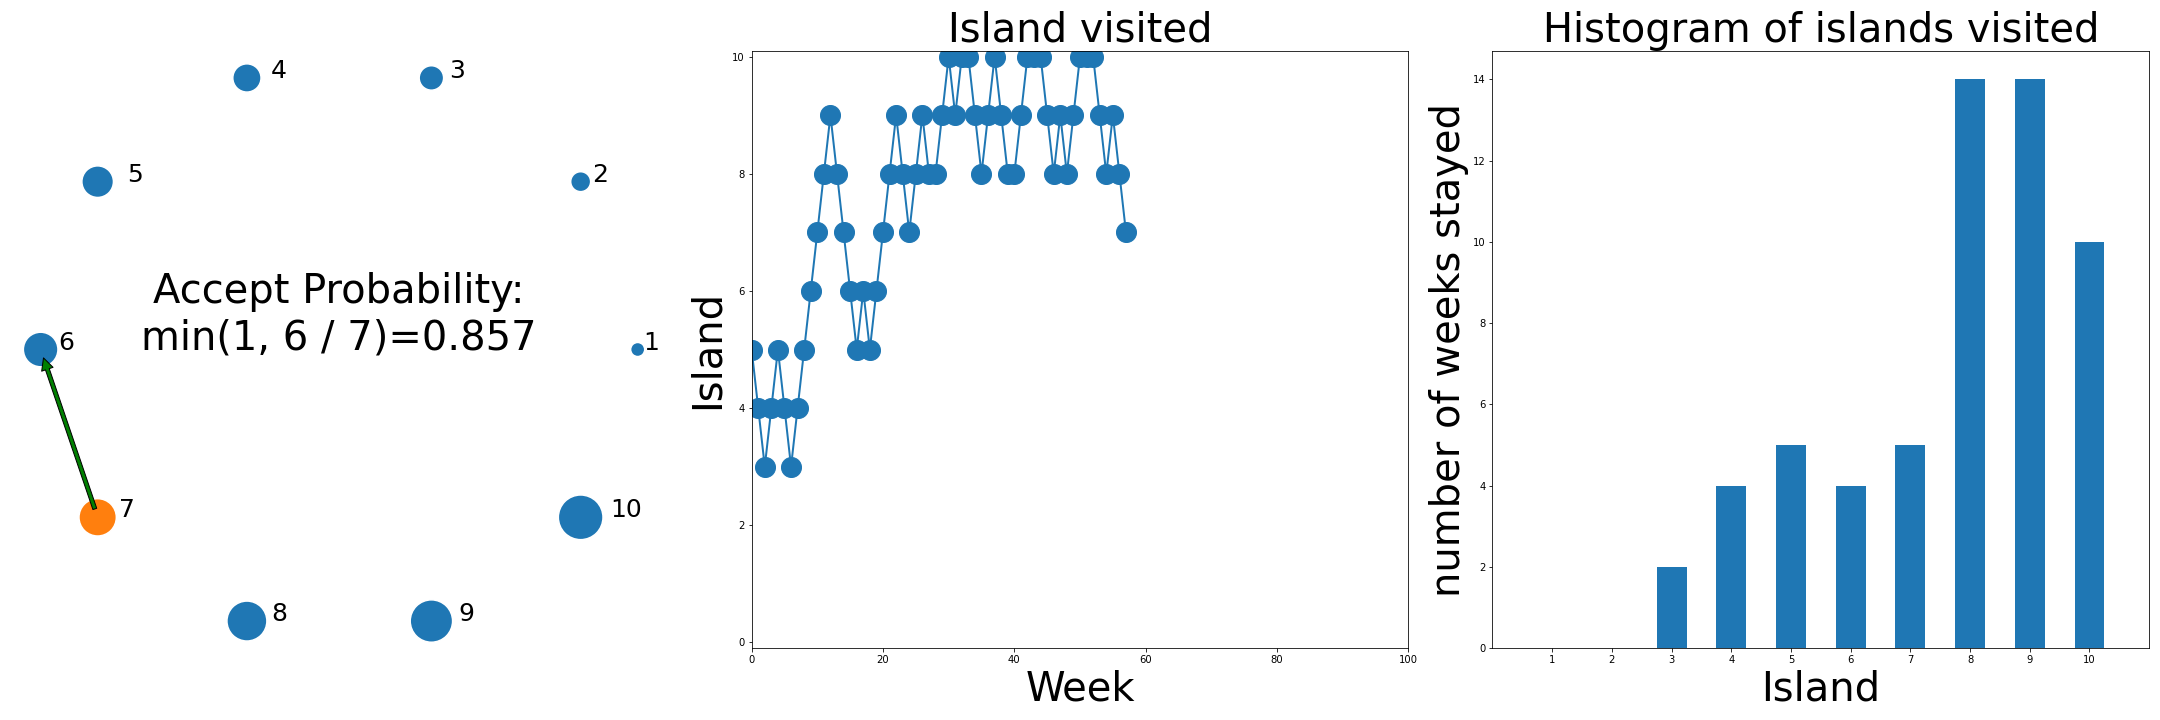 4
3
5
2
Accept Probability:
min(1, 6 / 7)=0.857
6
1
7
10
8
9
Island visited
Island
10
8
6
4
2
0
0 20 40 60 80 100
Week
Histogram of islands visited
number of weeks stayed
14
12
10
8
6
4
2
0
1 2 3 4 5 6 7 8 9 10
Island